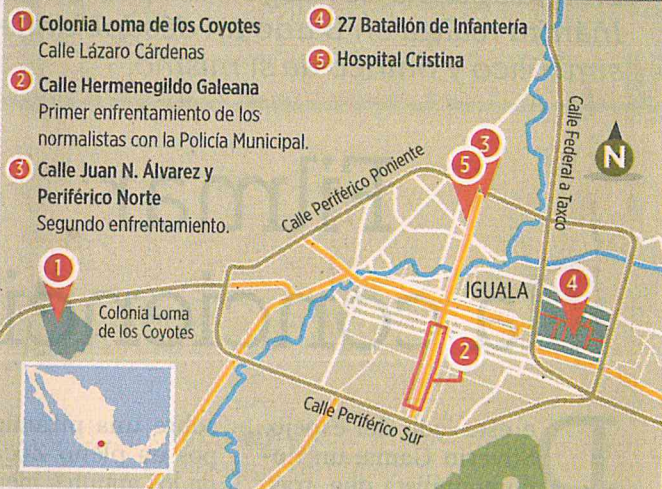 1 Colonia Loma de los Coyotes
Calle Lázaro Cárdenas
2 Calle Hermenegildo Galeana
Primer enfrentamiento de los
normalistas con la Policía Municipal.
3 Calle Juan N. Álvarez y
Periférico Norte
Segundo enfrentamiento.
4 27 Batallón de Infantería
5 Hospital Cristina
Calle Federal a Taxco
N
Calle Periférico Poniente
3
5
1
IGUALA
4
Colonia Loma
de los Coyotes
2
Calle Periférico Sur